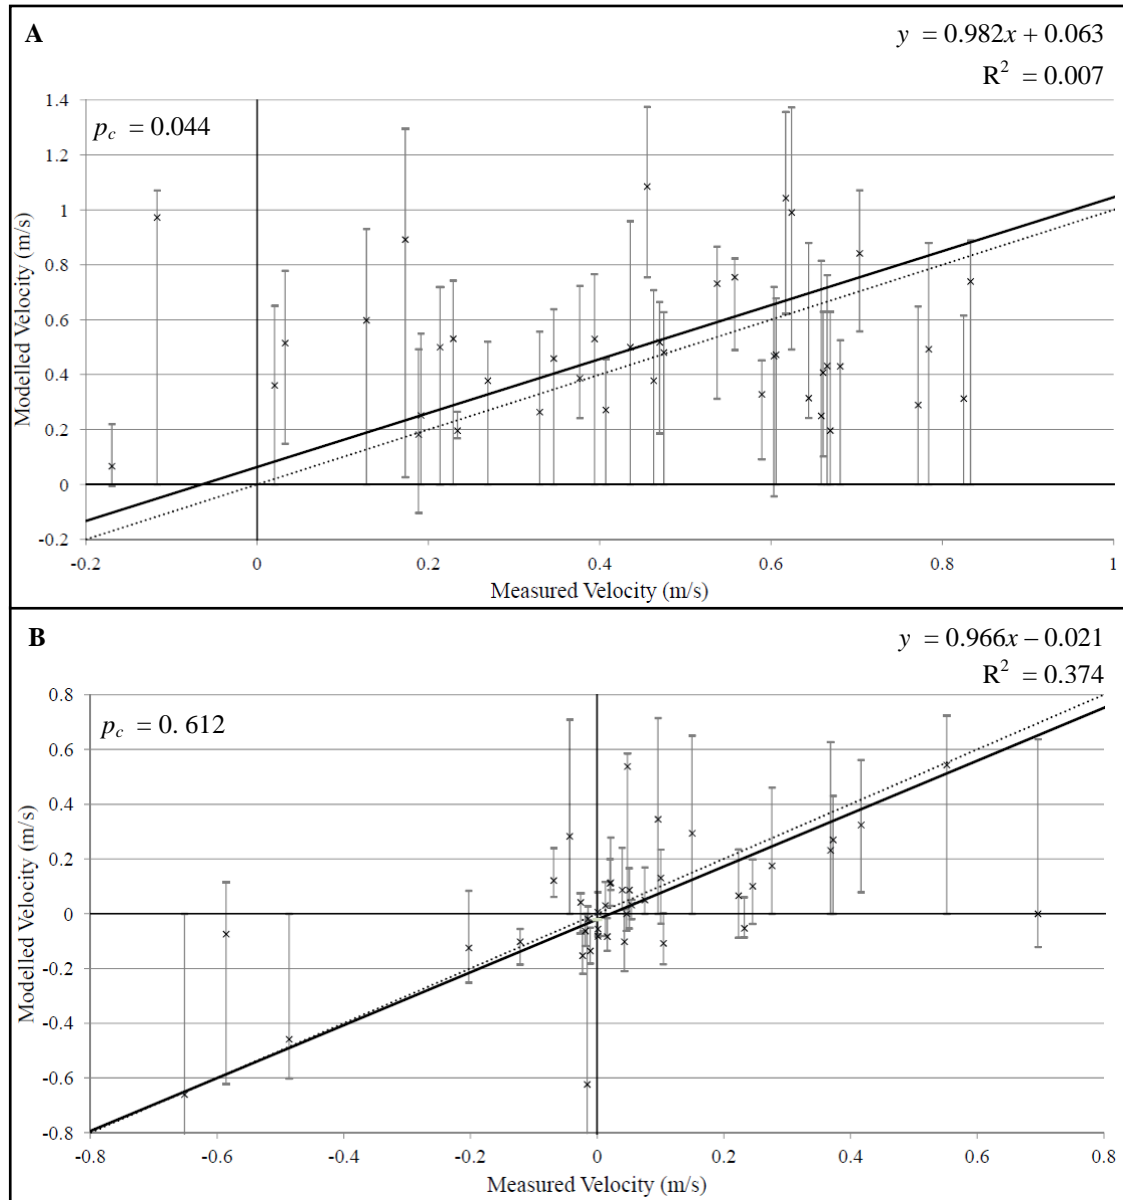 A
y = 0.982x + 0.063
R² = 0.007
p_c = 0.044
1.4
1.2
1
0.8
0.6
0.4
0.2
0
-0.2
Modelled Velocity (m/s)
-0.2 0 0.2 0.4 0.6 0.8 1
Measured Velocity (m/s)
B
y = 0.966x – 0.021
R² = 0.374
p_c = 0. 612
0.8
0.6
0.4
0.2
0
-0.2
-0.4
-0.6
-0.8
Modelled Velocity (m/s)
-0.8 -0.6 -0.4 -0.2 0 0.2 0.4 0.6 0.8
Measured Velocity (m/s)